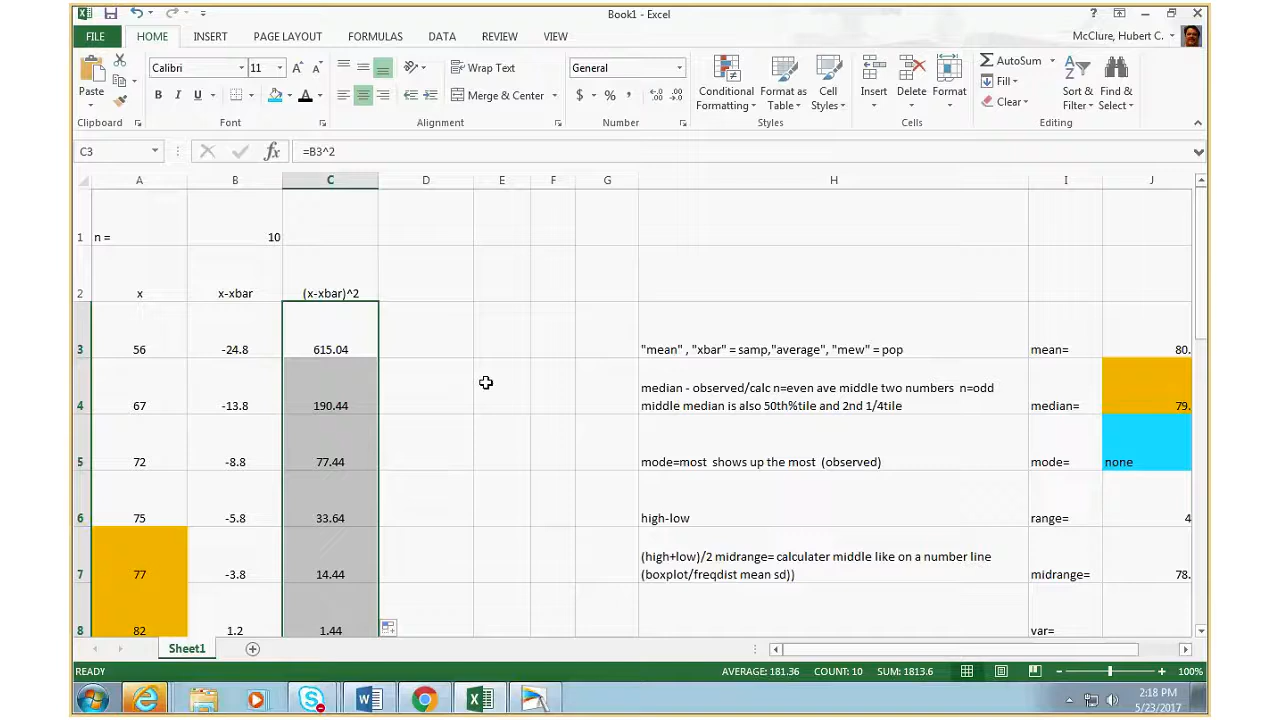 Book1 - Excel
FILE HOME INSERT PAGE LAYOUT FORMULAS DATA REVIEW VIEW
McClure, Hubert C.
Calibri 11 Wrap Text General AutoSum
Paste Conditional Format as Cell Insert Delete Format Fill Sort & Find &
B I U A Merge & Center $ % Formatting Table Styles Clear Filter Select
Clipboard Font Alignment Number Styles Cells Editing
C3 fx =B3^2
A B C D E F G H I J
1 n = 10
2 x x-xbar (x-xbar)^2
3 56 -24.8 615.04 "mean" , "xbar" = samp,"average", "mew" = pop mean= 80.
median - observed/calc n=even ave middle two numbers n=odd
4 67 -13.8 190.44 middle median is also 50th%tile and 2nd 1/4tile median= 79.
5 72 -8.8 77.44 mode=most shows up the most (observed) mode= none
6 75 -5.8 33.64 high-low range= 4
(high+low)/2 midrange= calculater middle like on a number line
7 77 -3.8 14.44 (boxplot/freqdist mean sd)) midrange= 78.
8 82 1.2 1.44 var=
Sheet1
READY AVERAGE: 181.36 COUNT: 10 SUM: 1813.6 100%
2:18 PM
5/23/2017